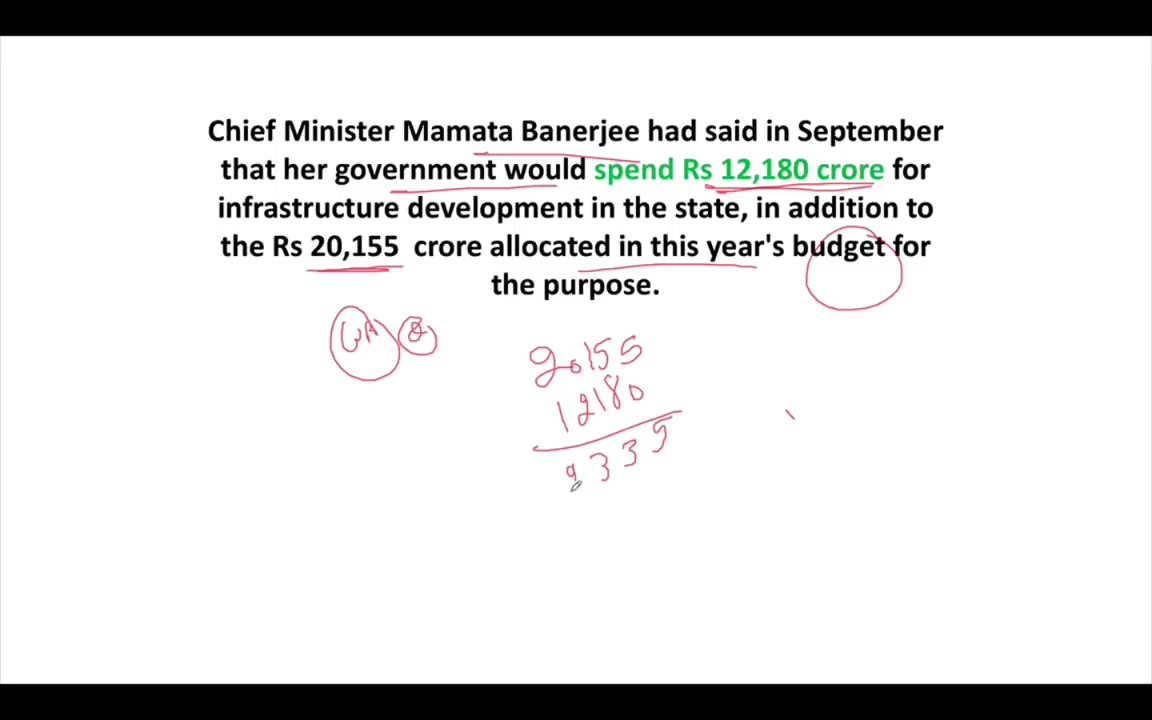 Chief Minister Mamata Banerjee had said in September
that her government would spend Rs 12,180 crore for
infrastructure development in the state, in addition to
the Rs 20,155 crore allocated in this year's budget for
the purpose.
20155
12180